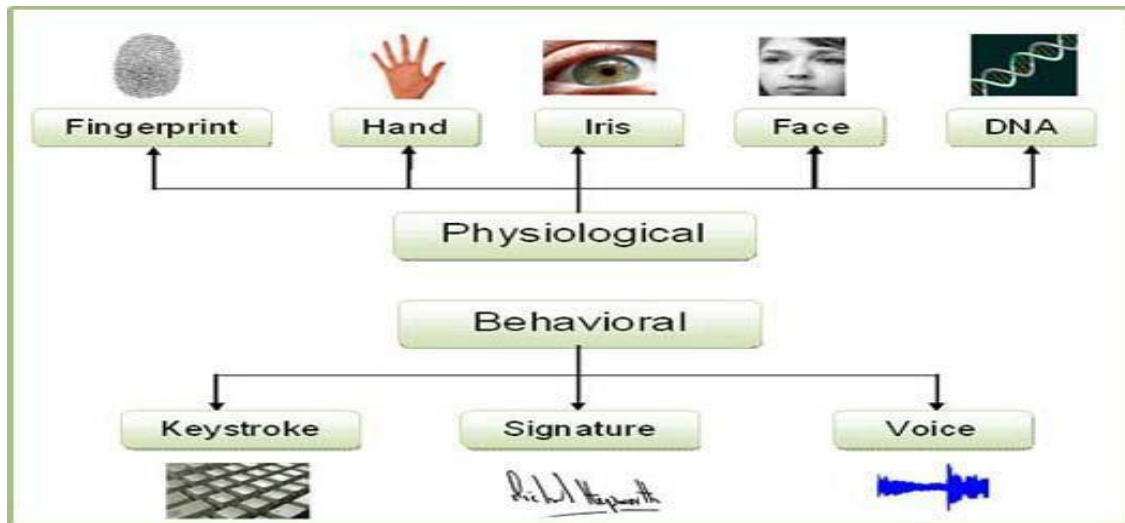 Fingerprint
Hand
Iris
Face
DNA
Physiological
Behavioral
Keystroke
Signature
Voice